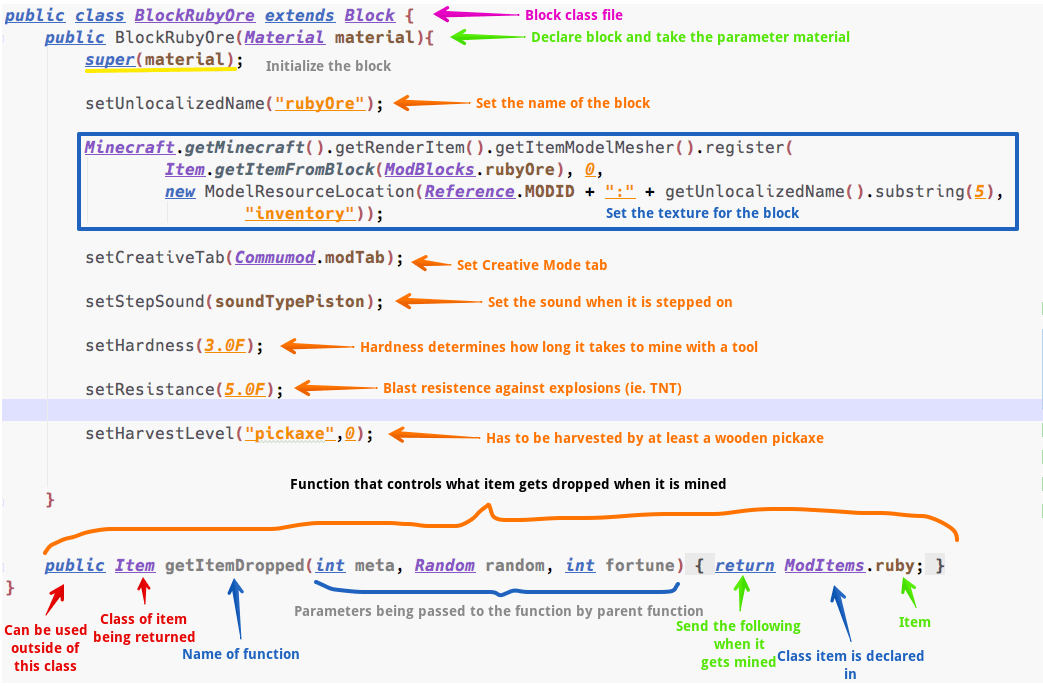 public class BlockRubyOre extends Block { Block class file
public BlockRubyOre(Material material){ Declare block and take the parameter material
super(material); Initialize the block
setUnlocalizedName("rubyOre"); Set the name of the block
Minecraft.getMinecraft().getRenderItem().getItemModelMesher().register(
Item.getItemFromBlock(ModBlocks.rubyOre), 0,
new ModelResourceLocation(Reference.MODID + ":" + getUnlocalizedName().substring(5),
"inventory")); Set the texture for the block
setCreativeTab(Commumod.modTab); Set Creative Mode tab
setStepSound(soundTypePiston); Set the sound when it is stepped on
setHardness(3.0F); Hardness determines how long it takes to mine with a tool
setResistance(5.0F); Blast resistence against explosions (ie. TNT)
setHarvestLevel("pickaxe",0); Has to be harvested by at least a wooden pickaxe
Function that controls what item gets dropped when it is mined
}
public Item getItemDropped(int meta, Random random, int fortune) { return ModItems.ruby; }
}
Can be used
outside of
this class
Class of item
being returned
Name of function
Parameters being passed to the function by parent function
Send the following
when it
gets mined
Class item is declared
in
Item